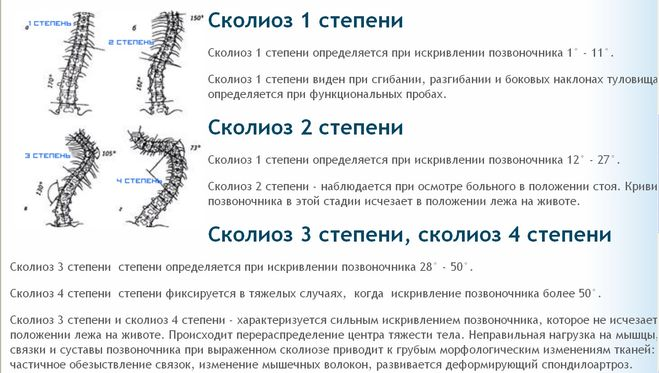 а
1 СТЕПЕНЬ
170°
б
150°
2 СТЕПЕНЬ
Сколиоз 1 степени
Сколиоз 1 степени определяется при искривлении позвоночника 1° - 11°.
Сколиоз 1 степени виден при сгибании, разгибании и боковых наклонах туловища
определяется при функциональных пробах.
3 СТЕПЕНЬ
105°
130°
в
73°
4 СТЕПЕНЬ
г
Сколиоз 2 степени
Сколиоз 1 степени определяется при искривлении позвоночника 12° - 27°.
Сколиоз 2 степени - наблюдается при осмотре больного в положении стоя. Криви
позвоночника в этой стадии исчезает в положении лежа на животе.
Сколиоз 3 степени, сколиоз 4 степени
Сколиоз 3 степени степени определяется при искривлении позвоночника 28° - 50°.
Сколиоз 4 степени степени фиксируется в тяжелых случаях, когда искривление позвоночника более 50°.
Сколиоз 3 степени и сколиоз 4 степени - характеризуется сильным искривлением позвоночника, которое не исчезает
положении лежа на животе. Происходит перераспределение центра тяжести тела. Неправильная нагрузка на мышцы,
связки и суставы позвоночника при выраженном сколиозе приводит к грубым морфологическим изменениям тканей:
частичное обезыствление связок, изменение мышечных волокон, развивается деформирующий спондилоартроз.